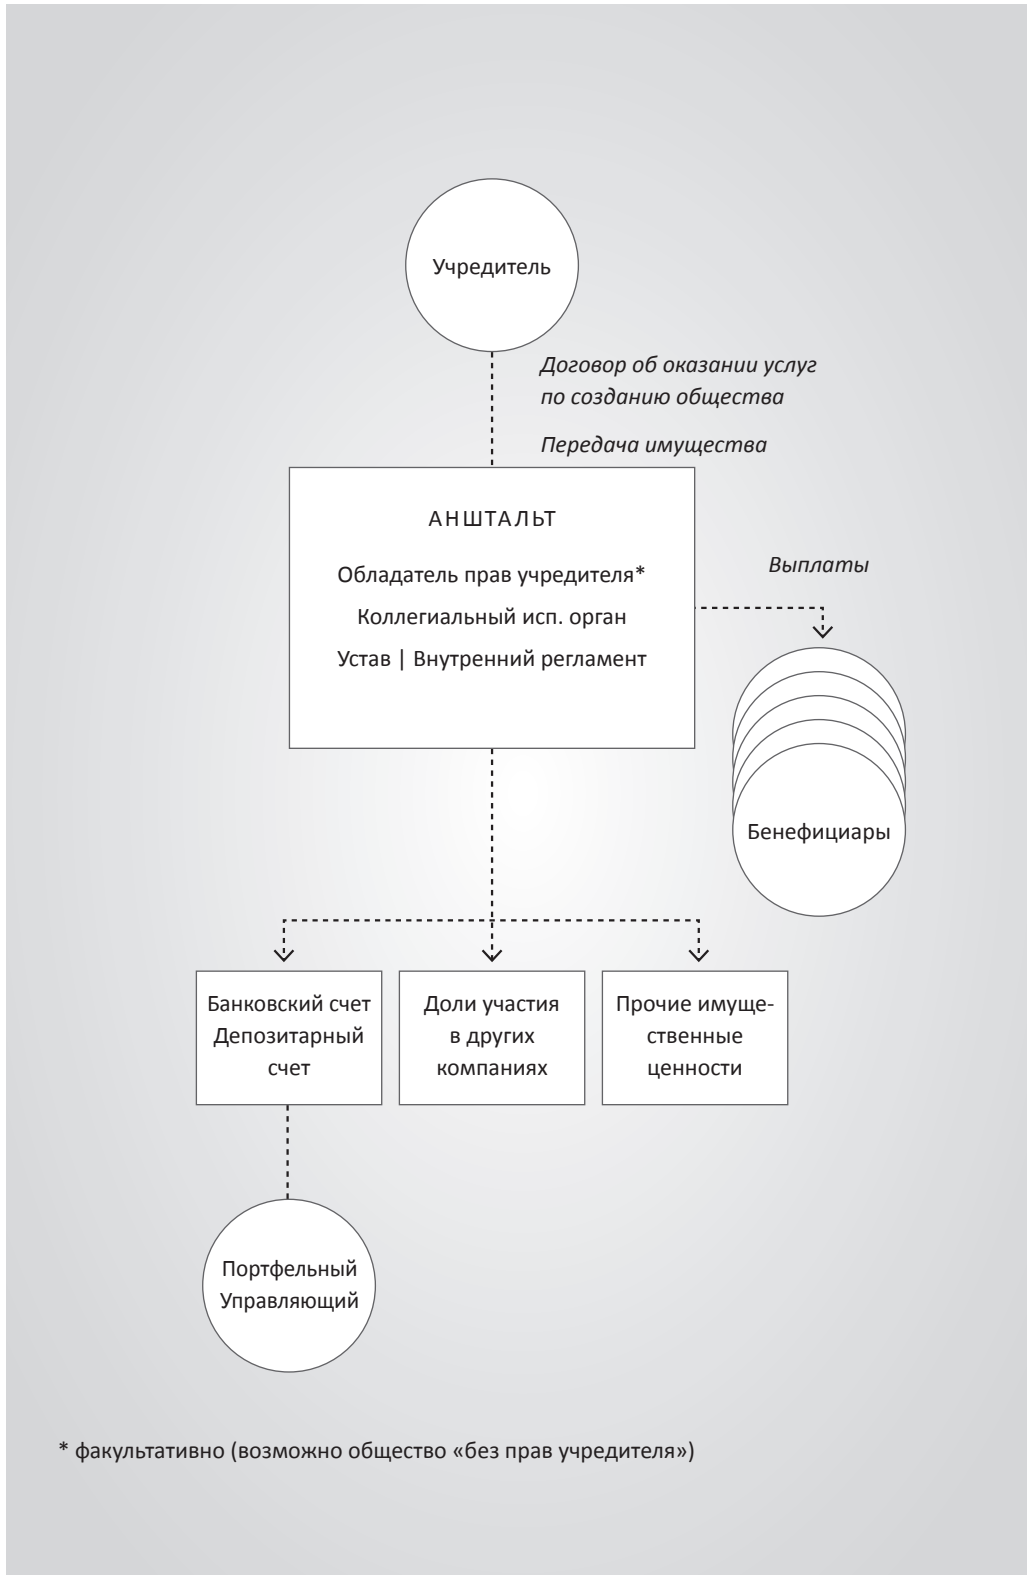 Учредитель
Договор об оказании услуг
по созданию общества
Передача имущества
АНШТАЛЬТ
Обладатель прав учредителя*
Коллегиальный исп. орган
Устав | Внутренний регламент
Выплаты
Бенефициары
Банковский счет
Депозитарный
счет
Доли участия
в других
компаниях
Прочие имуще-
ственные
ценности
Портфельный
Управляющий
* факультативно (возможно общество «без прав учредителя»)